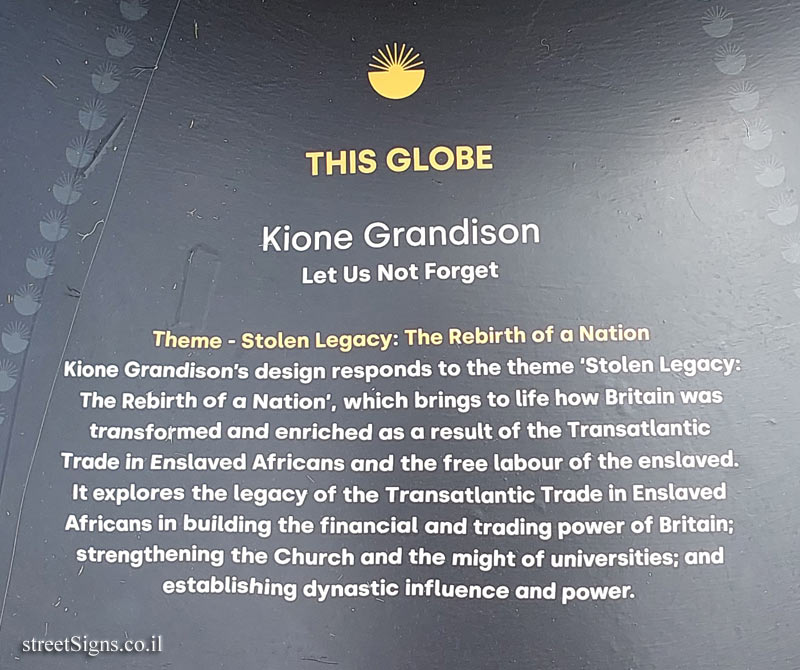 THIS GLOBE
Kione Grandison
Let Us Not Forget
Theme - Stolen Legacy: The Rebirth of a Nation
Kione Grandison's design responds to the theme 'Stolen Legacy:
The Rebirth of a Nation', which brings to life how Britain was
transformed and enriched as a result of the Transatlantic
Trade in Enslaved Africans and the free labour of the enslaved.
It explores the legacy of the Transatlantic Trade in Enslaved
Africans in building the financial and trading power of Britain;
strengthening the Church and the might of universities; and
establishing dynastic influence and power.
streetSigns.co.il